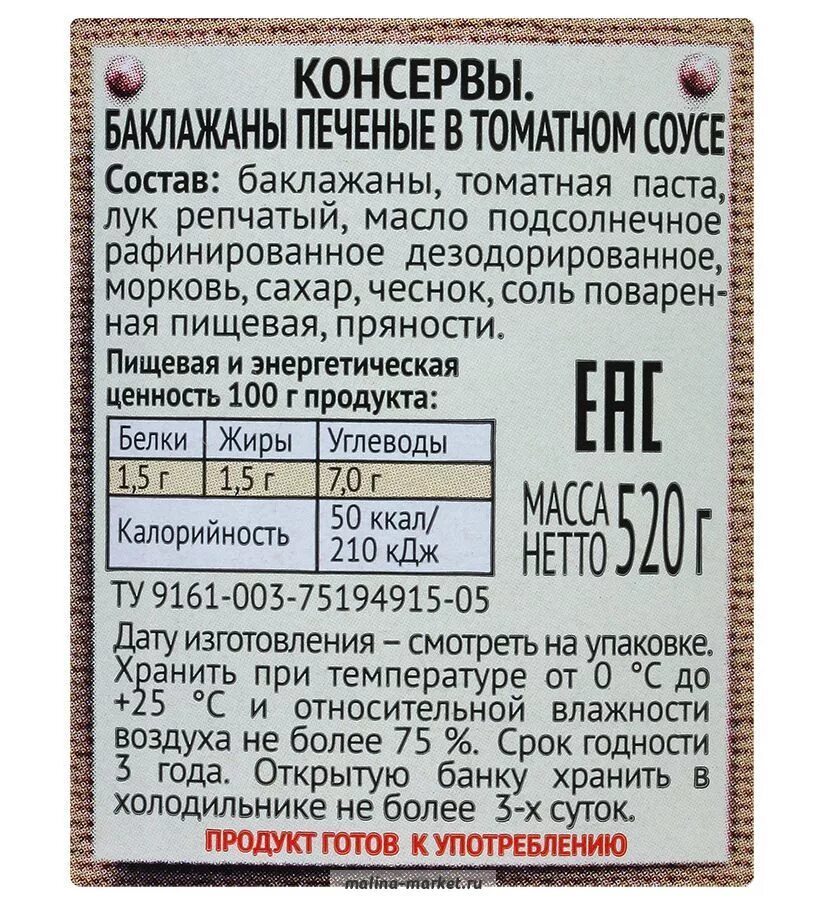 КОНСЕРВЫ.
БАКЛАЖАНЫ ПЕЧЕНЫЕ В ТОМАТНОМ СОУСЕ
Состав: баклажаны, томатная паста,
лук репчатый, масло подсолнечное
рафинированное дезодорированное,
морковь, сахар, чеснок, соль поварен-
ная пищевая, пряности.
Пищевая и энергетическая
ценность 100 г продукта:
Белки Жиры Углеводы
1,5 г 1,5 г 7,0 г
Калорийность 50 ккал/
210 кДж
EAC
МАССА
НЕТТО 520 г
ТУ 9161-003-75194915-05
Дату изготовления – смотреть на упаковке.
Хранить при температуре от 0 °С до
+25 °С и относительной влажности
воздуха не более 75 %. Срок годности
3 года. Открытую банку хранить в
холодильнике не более 3-х суток.
ПРОДУКТ ГОТОВ К УПОТРЕБЛЕНИЮ
malina-market.ru